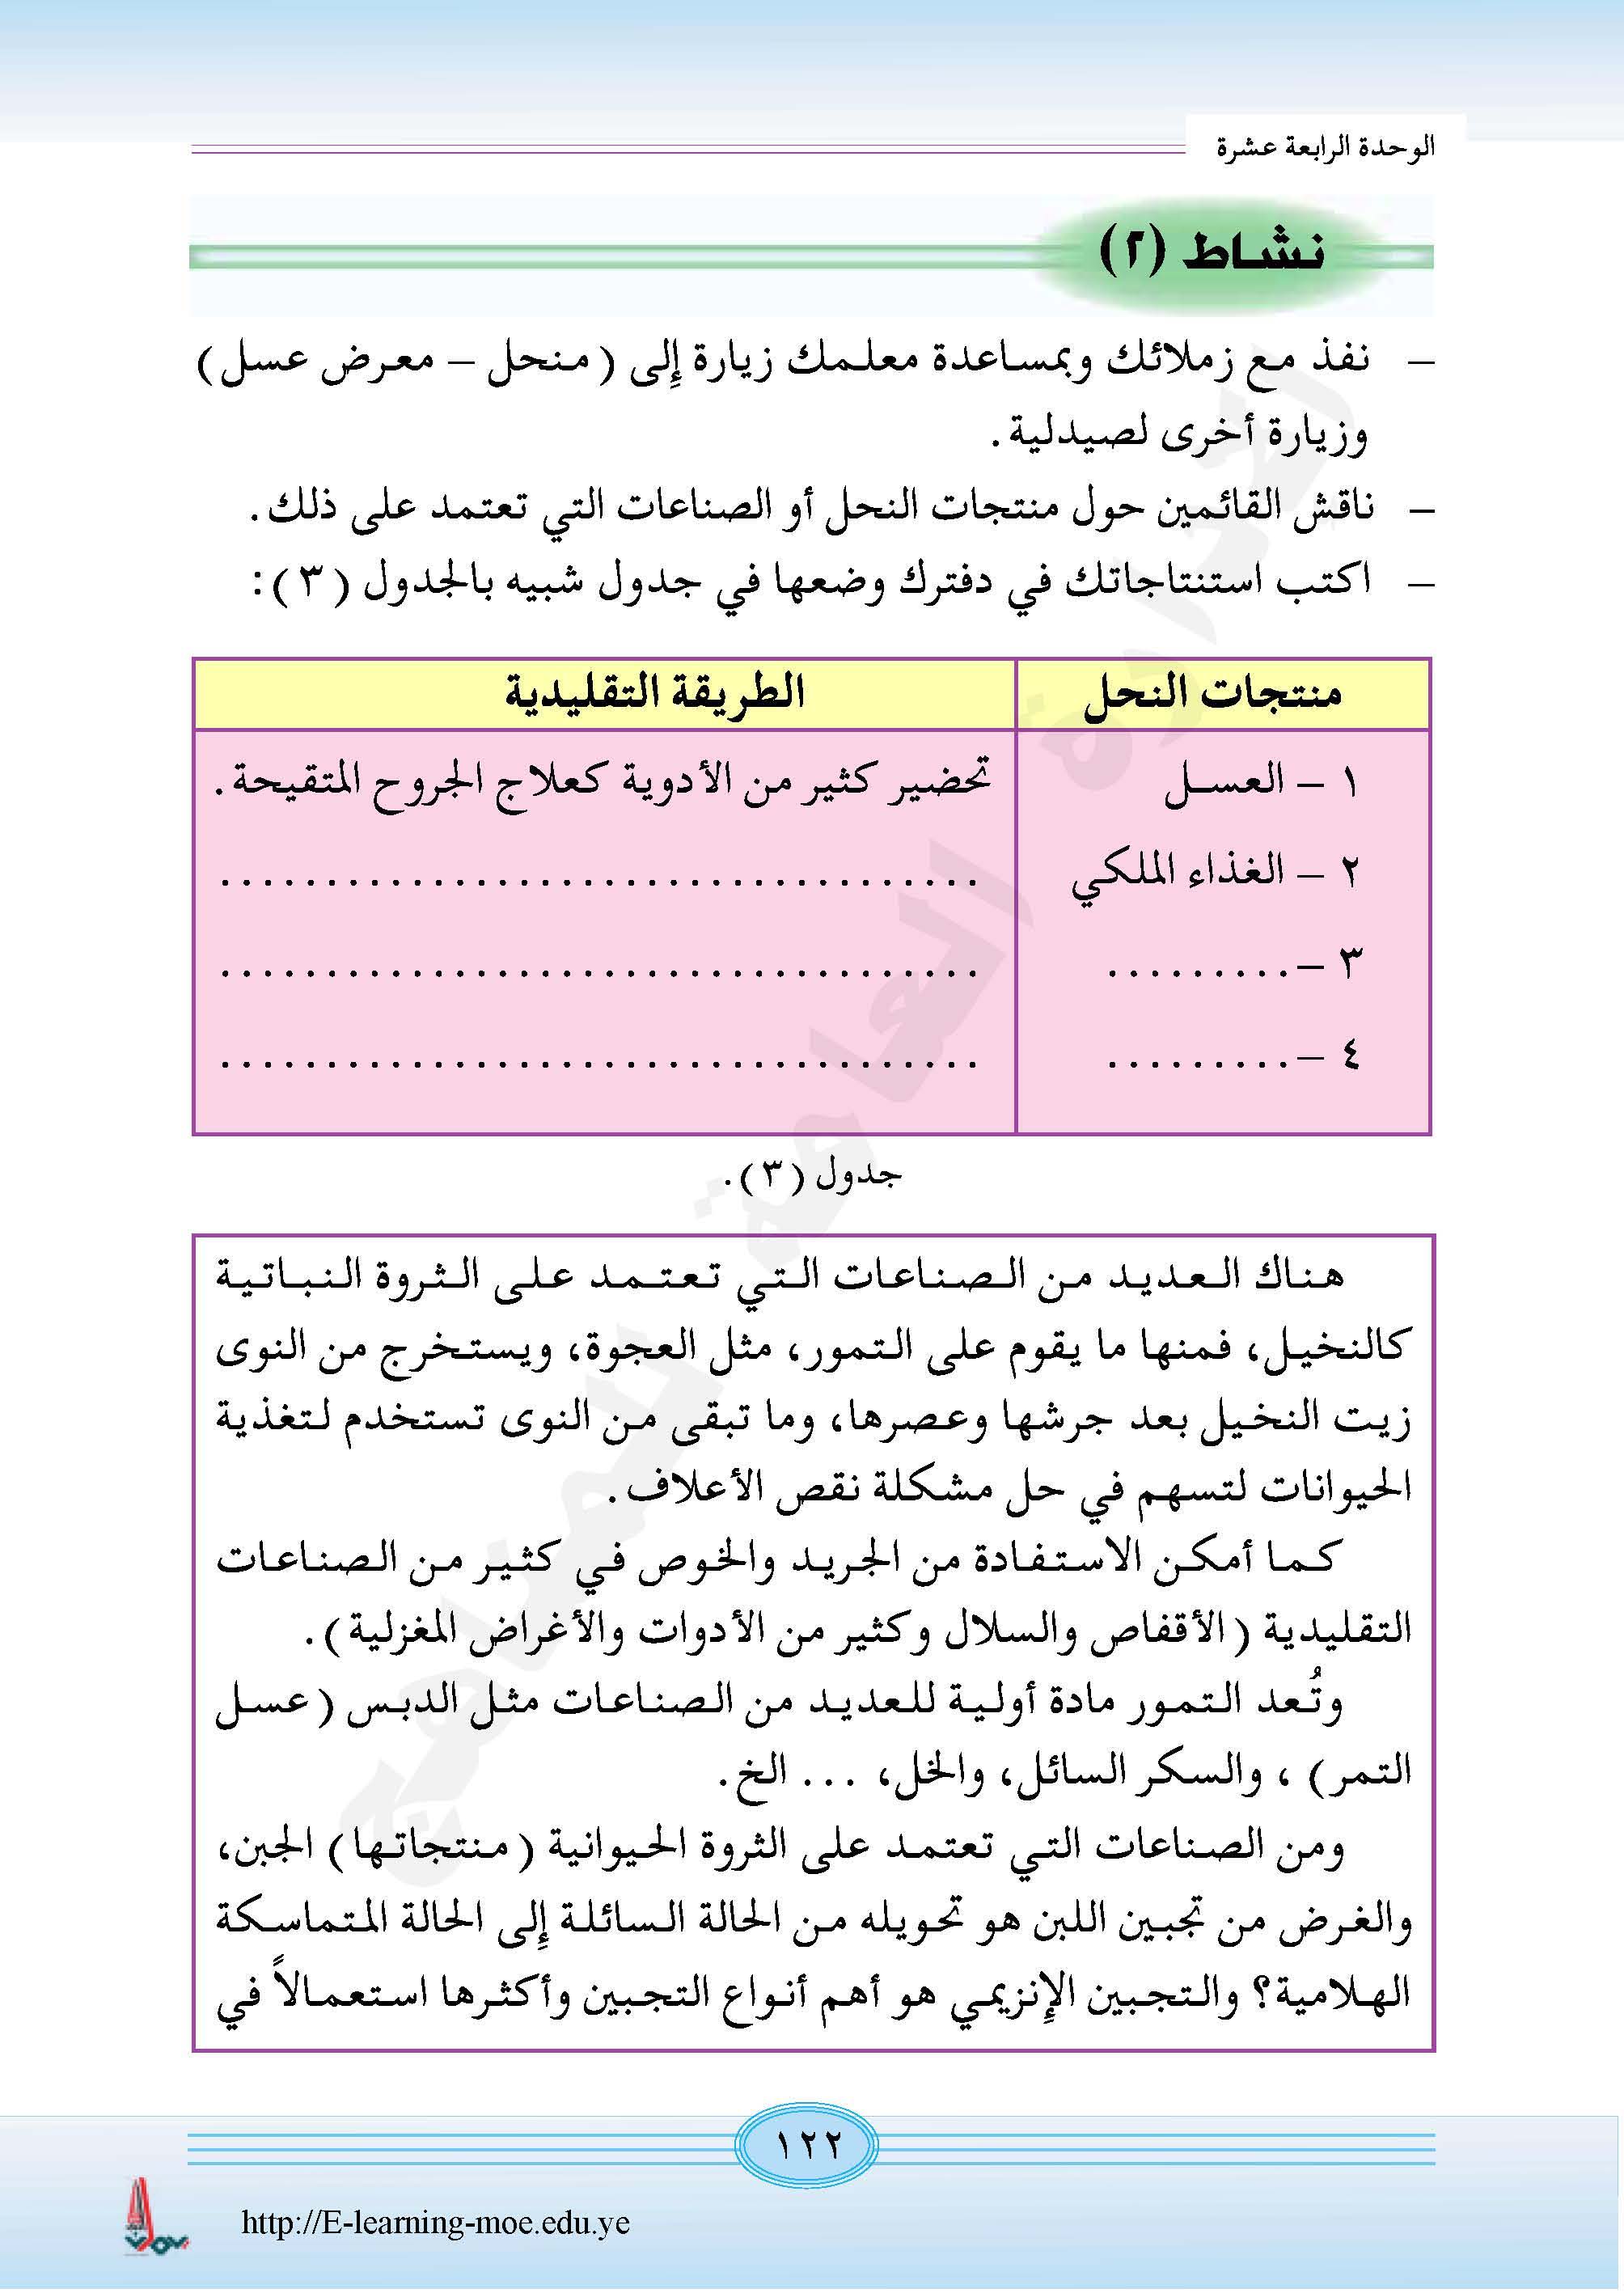 الوحدة الرابعة عشرة
نشاط (٢)
– نفذ مع زملائك وبمساعدة معلمك زيارة إلى (منحل – معرض عسل)
وزيارة أخرى لصيدلية.
– ناقش القائمين حول منتجات النحل أو الصناعات التي تعتمد على ذلك.
– اكتب استنتاجاتك في دفترك وضعها في جدول شبيه بالجدول (٣):
منتجات النحل الطريقة التقليدية
١ – العسل تحضير كثير من الأدوية كعلاج الجروح المتقيحة.
٢ – الغذاء الملكي ....................................
٣ – ......... ....................................
٤ – ......... ....................................
جدول (٣).
هناك العديد من الصناعات التي تعتمد على الثروة النباتية
كالنخيل، فمنها ما يقوم على التمور، مثل العجوة، ويستخرج من النوى
زيت النخيل بعد جرشها وعصرها، وما تبقى من النوى تستخدم لتغذية
الحيوانات لتسهم في حل مشكلة نقص الأعلاف.
كما أمكن الاستفادة من الجريد والخوص في كثير من الصناعات
التقليدية (الأقفاص والسلال وكثير من الأدوات والأغراض المغزلية).
وتُعد التمور مادة أولية للعديد من الصناعات مثل الدبس (عسل
التمر) ، والسكر السائل، والخل، ... الخ.
ومن الصناعات التي تعتمد على الثروة الحيوانية (منتجاتها) الجبن،
والغرض من تجبين اللبن هو تحويله من الحالة السائلة إلى الحالة المتماسكة
الهلامية؟ والتجبين الإنزيمي هو أهم أنواع التجبين وأكثرها استعمالاً في
١٢٢
http://E-learning-moe.edu.ye
الإدارة العامة للمناهج